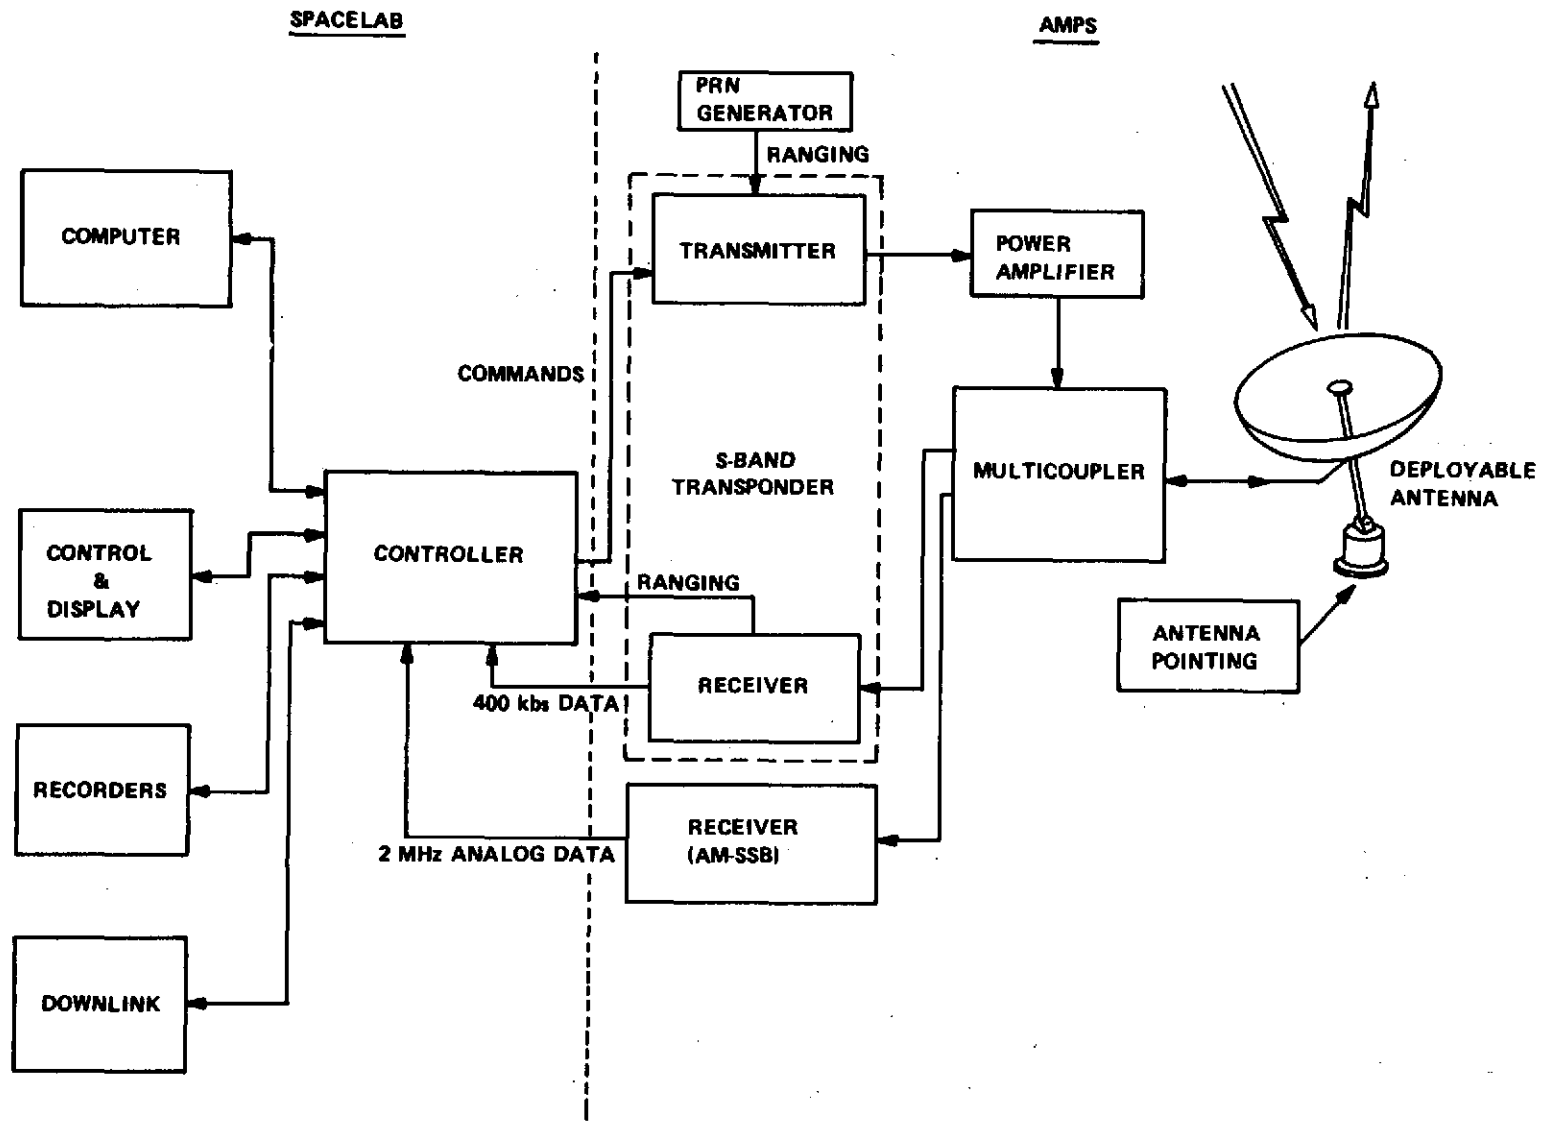 SPACELAB
AMPS
PRN
GENERATOR
RANGING
COMPUTER
TRANSMITTER
POWER
AMPLIFIER
COMMANDS
S-BAND
TRANSPONDER
MULTICOUPLER
DEPLOYABLE
ANTENNA
CONTROL
&
DISPLAY
CONTROLLER
RANGING
ANTENNA
POINTING
RECEIVER
400 kbs DATA
RECORDERS
RECEIVER
(AM-SSB)
2 MHz ANALOG DATA
DOWNLINK